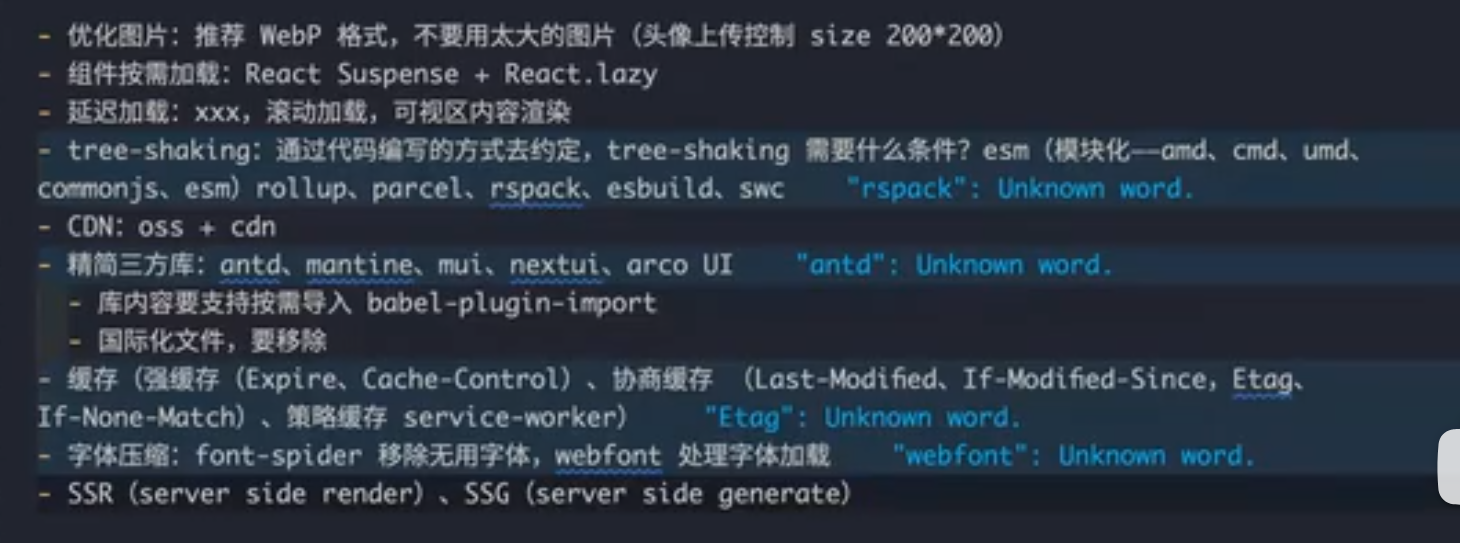 - 优化图片：推荐 WebP 格式，不要用太大的图片（头像上传控制 size 200*200）
- 组件按需加载：React Suspense + React.lazy
- 延迟加载：xxx，滚动加载，可视区内容渲染
- tree-shaking：通过代码编写的方式去约定，tree-shaking 需要什么条件？esm（模块化——amd、cmd、umd、
commonjs、esm）rollup、parcel、rspack、esbuild、swc "rspack": Unknown word.
- CDN：oss + cdn
- 精简三方库：antd、mantine、mui、nextui、arco UI "antd": Unknown word.
- 库内容要支持按需导入 babel-plugin-import
- 国际化文件，要移除
- 缓存（强缓存（Expire、Cache-Control）、协商缓存 （Last-Modified、If-Modified-Since，Etag、
If-None-Match）、策略缓存 service-worker） "Etag": Unknown word.
- 字体压缩：font-spider 移除无用字体，webfont 处理字体加载 "webfont": Unknown word.
- SSR（server side render）、SSG（server side generate）